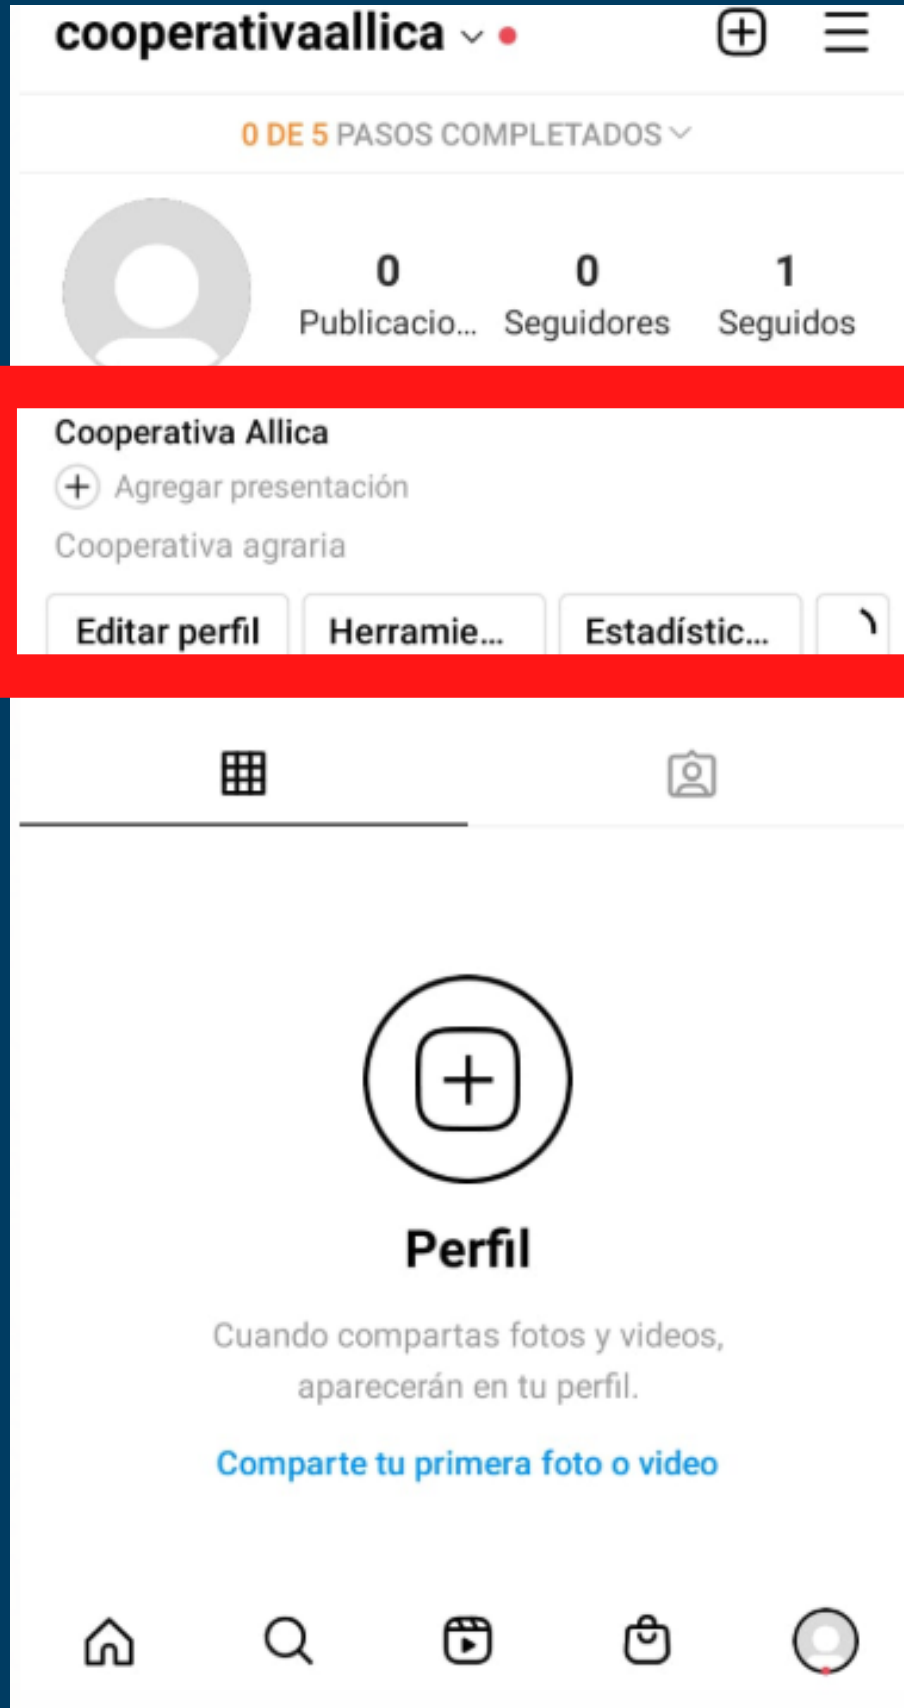 cooperativaallica
0 DE 5 PASOS COMPLETADOS
0 0 1
Publicacio... Seguidores Seguidos
Cooperativa Allica
Agregar presentación
Cooperativa agraria
Editar perfil Herramie... Estadístic...
Perfil
Cuando compartas fotos y videos,
aparecerán en tu perfil.
Comparte tu primera foto o video